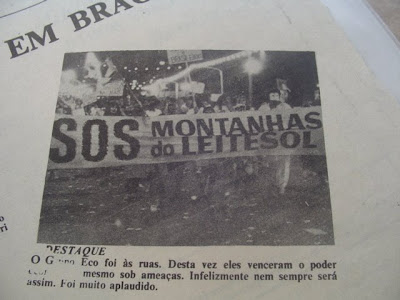 EM BRAG
SOS MONTANHAS
do LEITESOL
DESTAQUE
O G Eco foi às ruas. Desta vez eles venceram o poder
mesmo sob ameaças. Infelizmente nem sempre será
assim. Foi muito aplaudido.